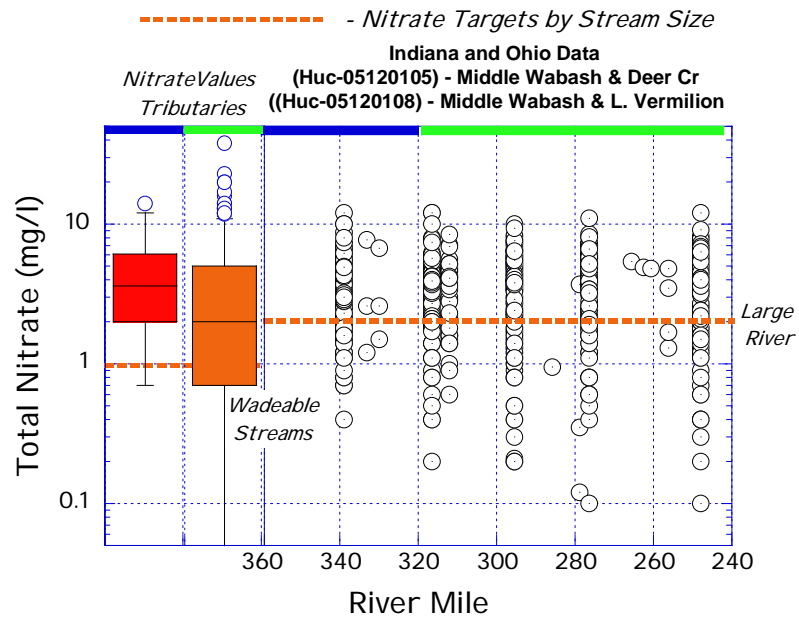 - Nitrate Targets by Stream Size
Indiana and Ohio Data
(Huc-05120105) - Middle Wabash & Deer Cr
((Huc-05120108) - Middle Wabash & L. Vermilion
NitrateValues
Tributaries
Total Nitrate (mg/l)
10
1
0.1
Large
River
Wadeable
Streams
360
340
320
300
280
260
240
River Mile